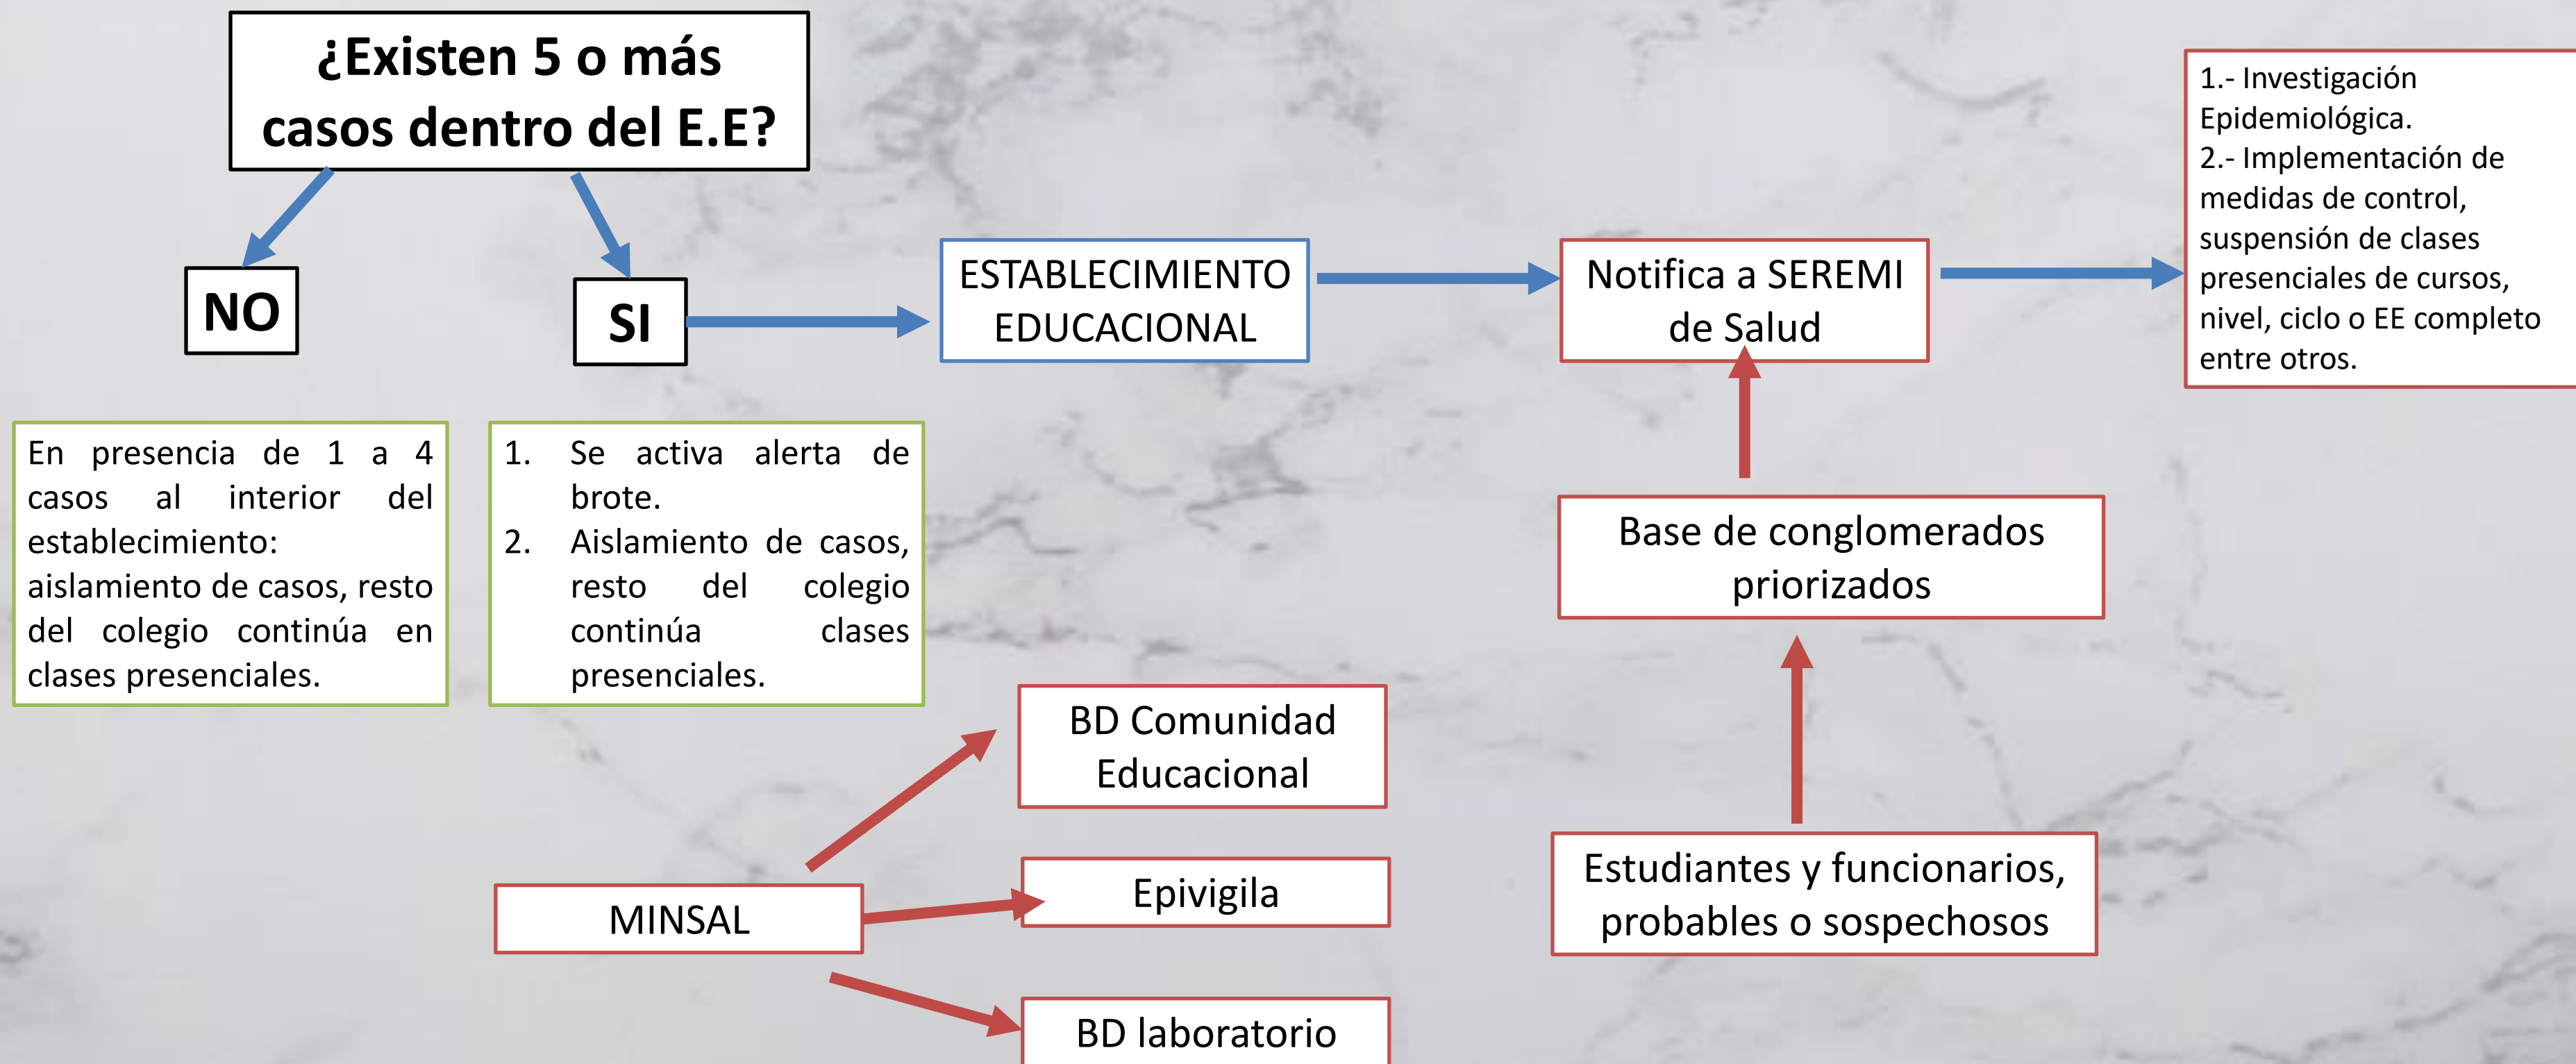 ¿Existen 5 o más
casos dentro del E.E?
NO
SI
ESTABLECIMIENTO
EDUCACIONAL
Notifica a SEREMI
de Salud
1.- Investigación
Epidemiológica.
2.- Implementación de
medidas de control,
suspensión de clases
presenciales de cursos,
nivel, ciclo o EE completo
entre otros.
En presencia de 1 a 4
casos al interior del
establecimiento:
aislamiento de casos, resto
del colegio continúa en
clases presenciales.
1. Se activa alerta de
brote.
2. Aislamiento de casos,
resto del colegio
continúa clases
presenciales.
Base de conglomerados
priorizados
BD Comunidad
Educacional
Epivigila
MINSAL
BD laboratorio
Estudiantes y funcionarios,
probables o sospechosos